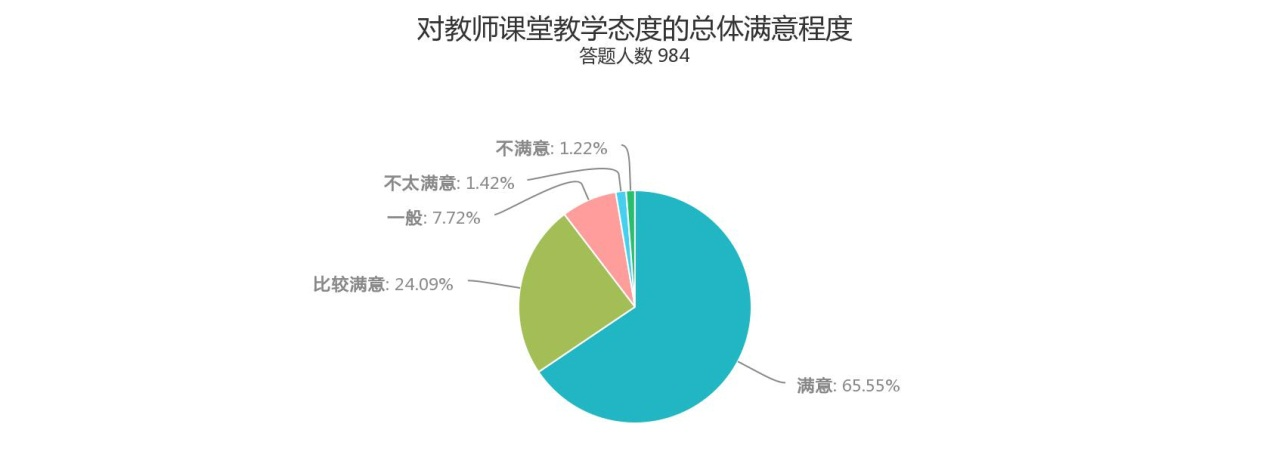 对教师课堂教学态度的总体满意程度
答题人数 984
不满意: 1.22%
不太满意: 1.42%
一般: 7.72%
比较满意: 24.09%
满意: 65.55%